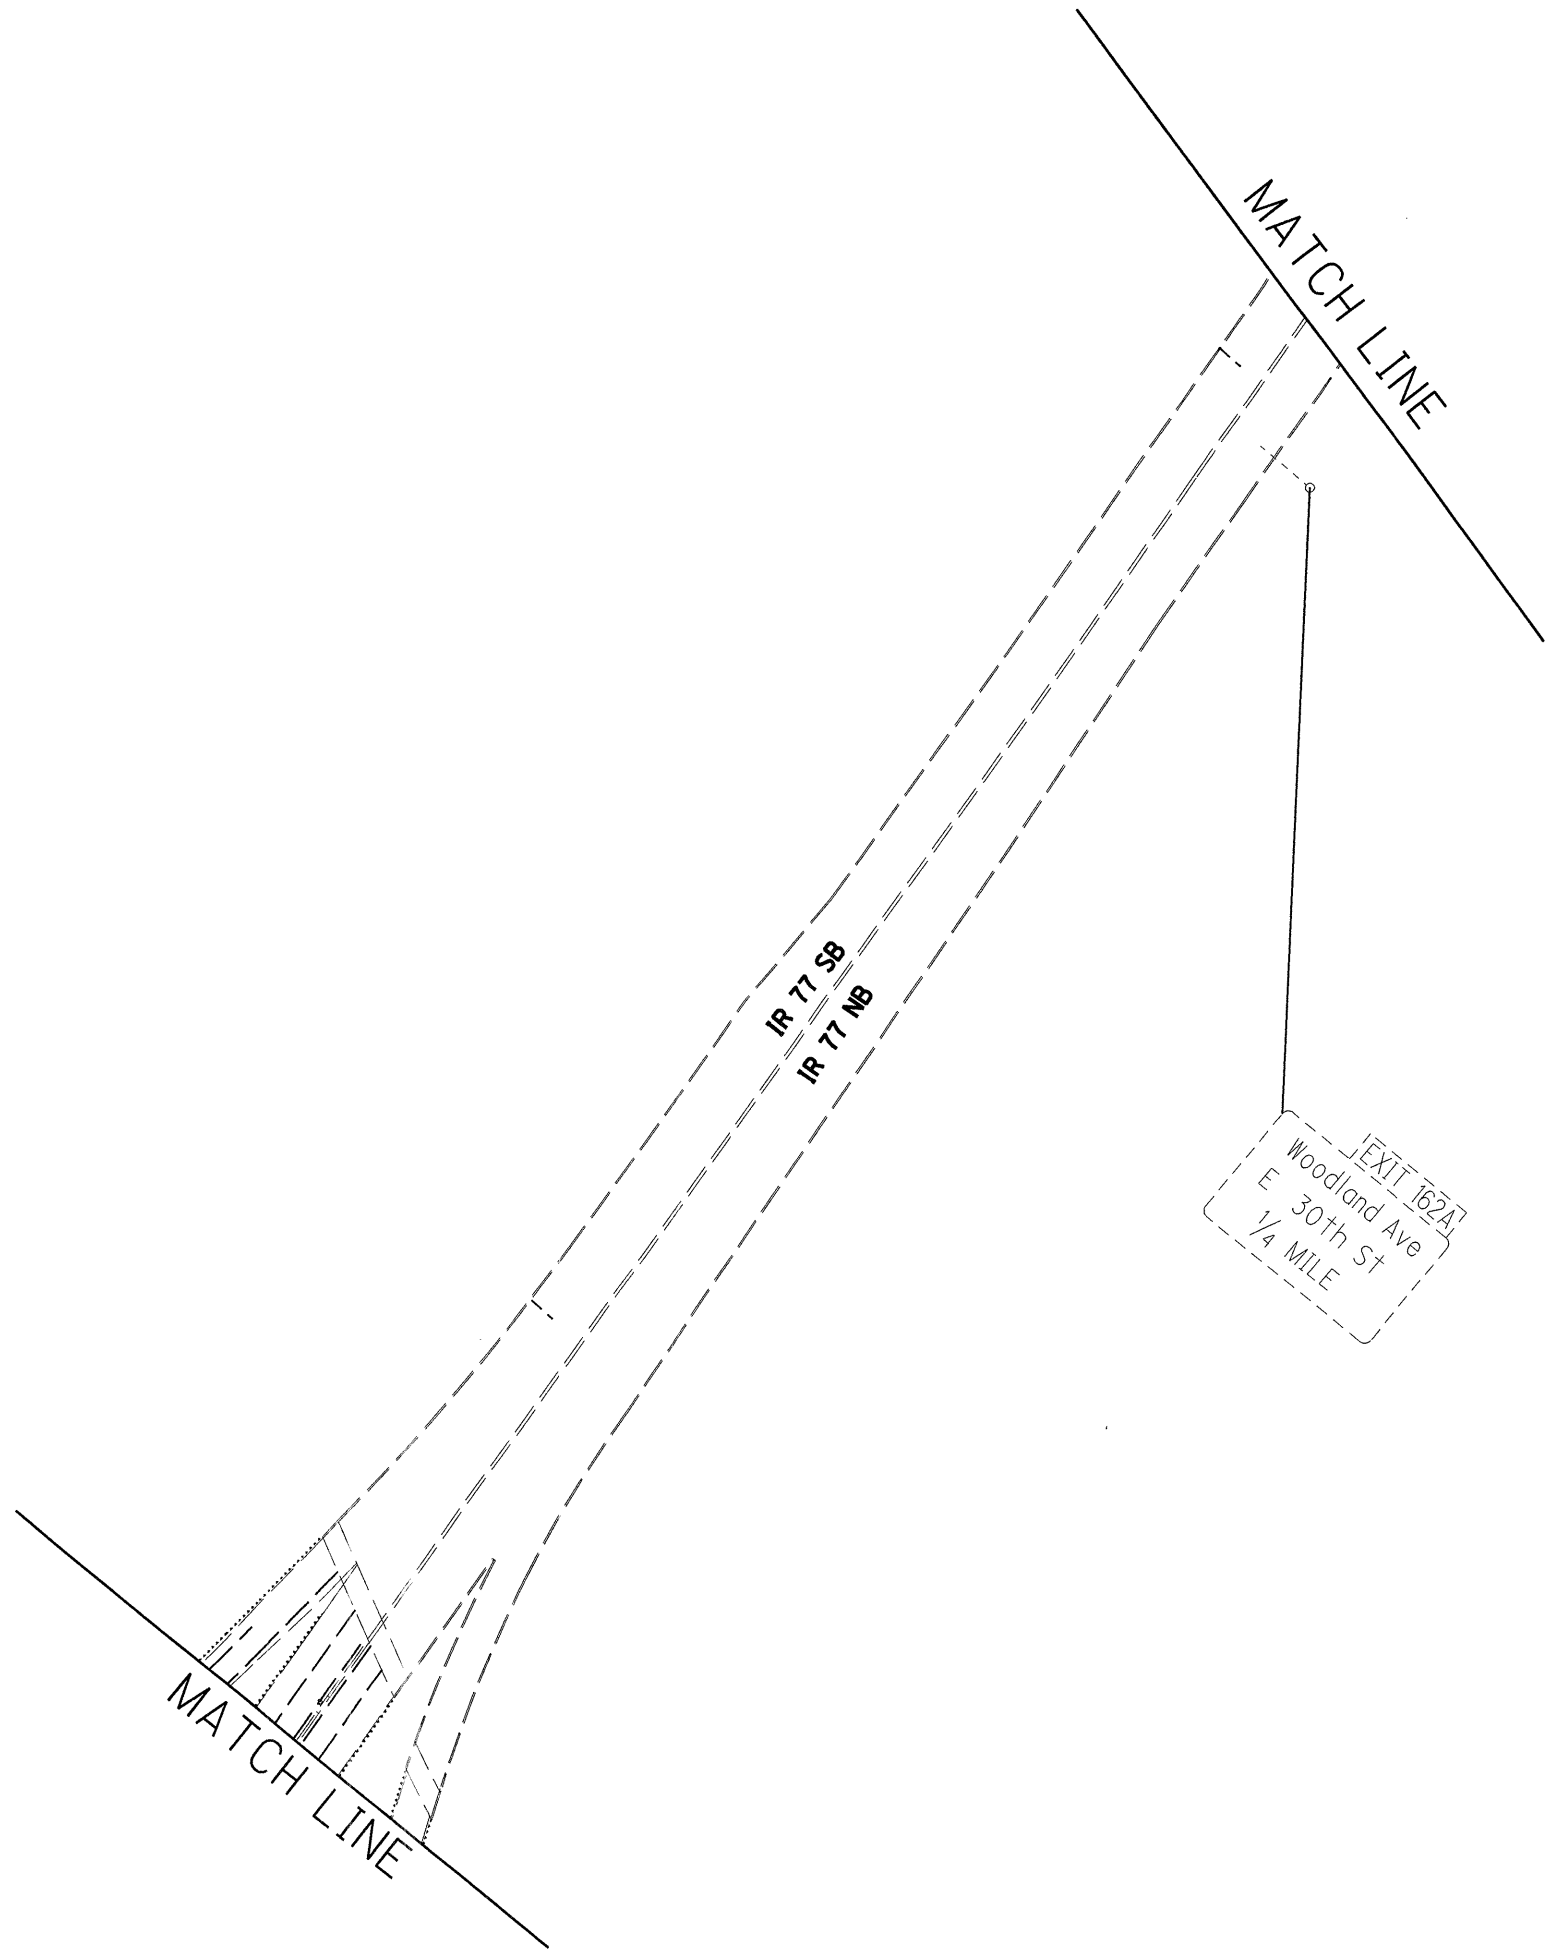 MATCH LINE
IR 77 SB
IR 77 NB
EXIT 162A
Woodland Ave
E 30th St
1/4 MILE
MATCH LINE